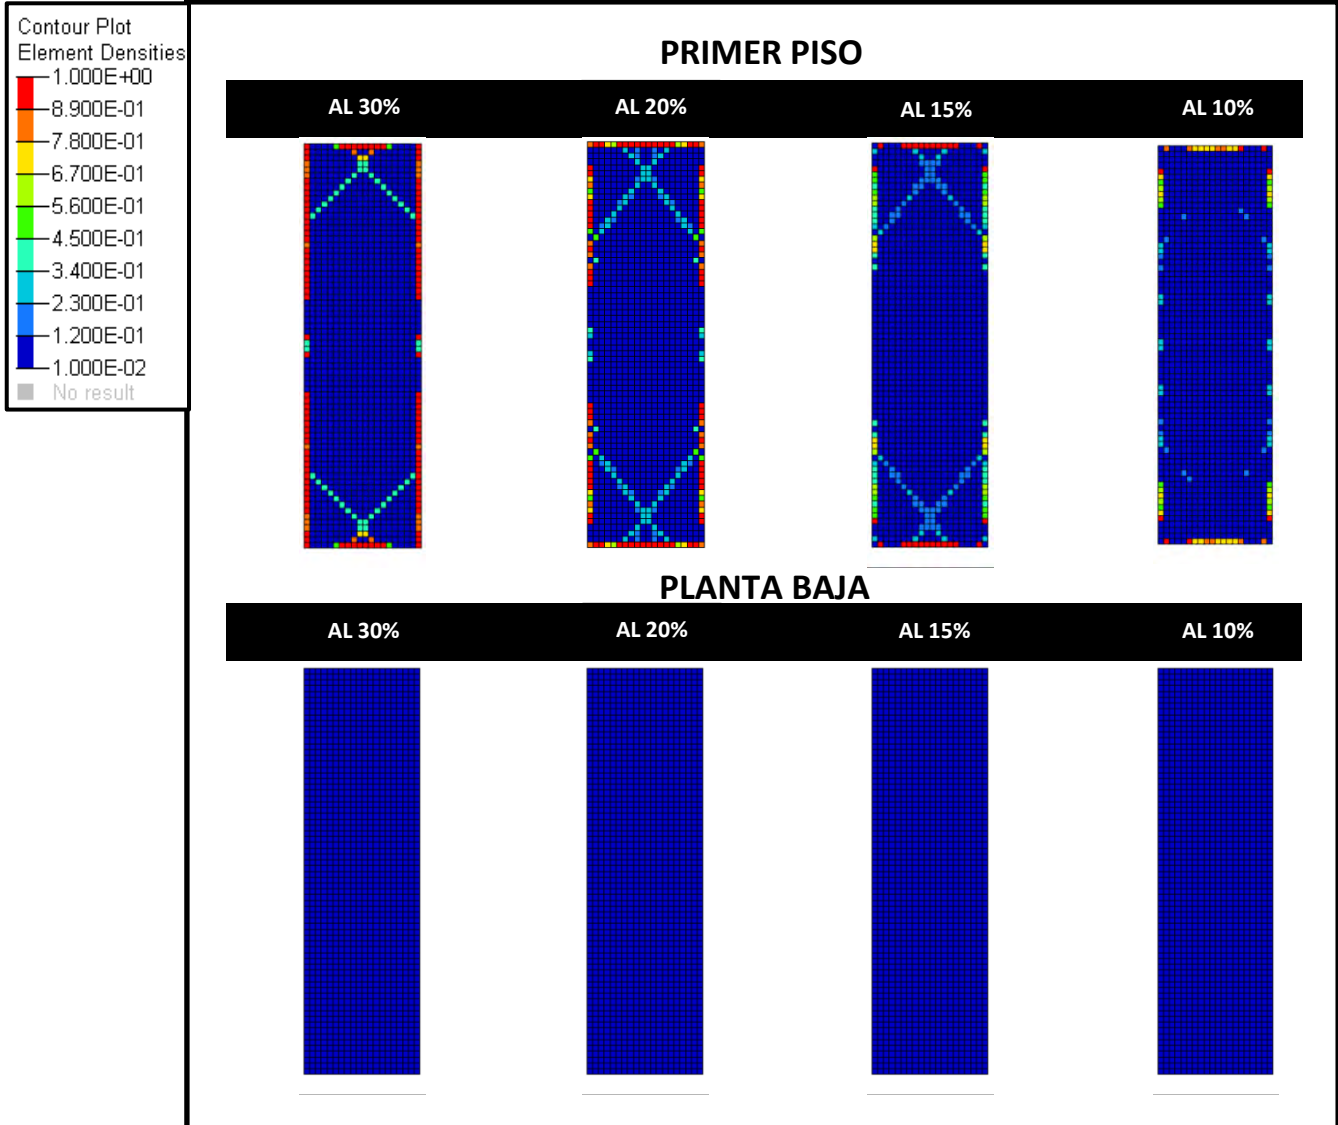 Contour Plot
Element Densities
1.000E+00
8.900E-01
7.800E-01
6.700E-01
5.600E-01
4.500E-01
3.400E-01
2.300E-01
1.200E-01
1.000E-02
No result
PRIMER PISO
AL 30% AL 20% AL 15% AL 10%
PLANTA BAJA
AL 30% AL 20% AL 15% AL 10%